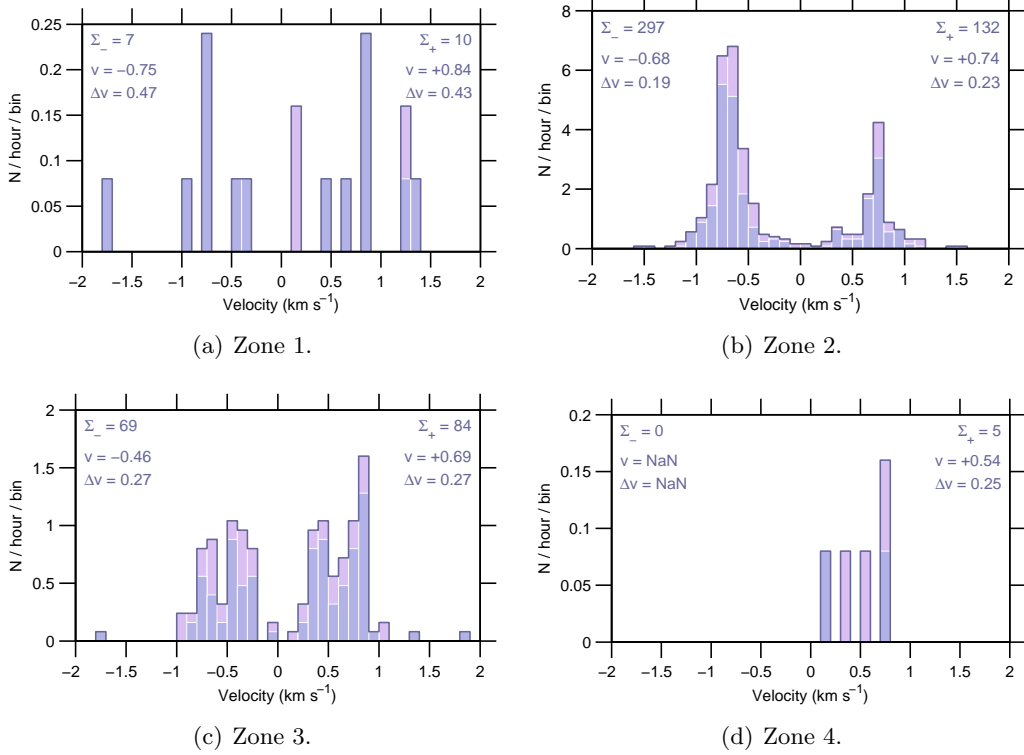 0.25
0.2
0.15
0.1
0.05
0
N / hour / bin
Σ− = 7
v = −0.75
Δv = 0.47
Σ+ = 10
v = +0.84
Δv = 0.43
−2 −1.5 −1 −0.5 0 0.5 1 1.5 2
Velocity (km s−1)
(a) Zone 1.
8
6
4
2
0
N / hour / bin
Σ− = 297
v = −0.68
Δv = 0.19
Σ+ = 132
v = +0.74
Δv = 0.23
−2 −1.5 −1 −0.5 0 0.5 1 1.5 2
Velocity (km s−1)
(b) Zone 2.
2
1.5
1
0.5
0
N / hour / bin
Σ− = 69
v = −0.46
Δv = 0.27
Σ+ = 84
v = +0.69
Δv = 0.27
−2 −1.5 −1 −0.5 0 0.5 1 1.5 2
Velocity (km s−1)
(c) Zone 3.
0.2
0.15
0.1
0.05
0
N / hour / bin
Σ− = 0
v = NaN
Δv = NaN
Σ+ = 5
v = +0.54
Δv = 0.25
−2 −1.5 −1 −0.5 0 0.5 1 1.5 2
Velocity (km s−1)
(d) Zone 4.